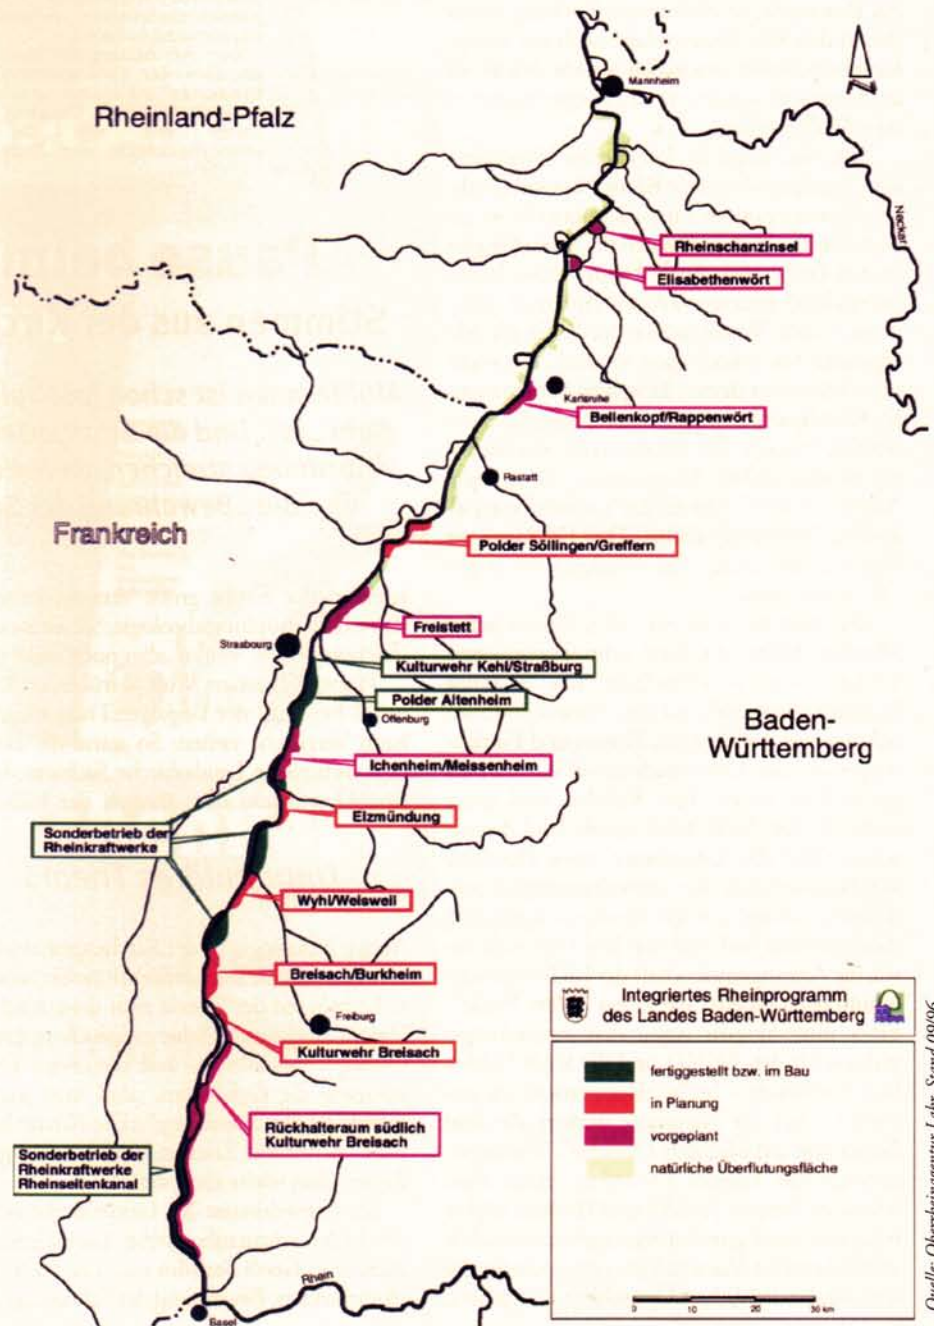 Mannheim
Rheinland-Pfalz
Neckar
Rheinschanzinsel
Elisabethenwört
Karlsruhe
Bellenkopf/Rappenwört
Rastatt
Frankreich
Polder Söllingen/Greffern
Freistett
Strasbourg
Kulturwehr Kehl/Straßburg
Polder Altenheim
Offenburg
Baden-
Württemberg
Ichenheim/Meissenheim
Elzmündung
Sonderbetrieb der
Rheinkraftwerke
Wyhl/Weisweil
Breisach/Burkheim
Freiburg
Kulturwehr Breisach
Rückhalteraum südlich
Kulturwehr Breisach
Sonderbetrieb der
Rheinkraftwerke
Rheinseitenkanal
Rhein
Basel
Integriertes Rheinprogramm
des Landes Baden-Württemberg
fertiggestellt bzw. im Bau
in Planung
vorgeplant
natürliche Überflutungsfläche
0 10 20 30 km
Quelle: Oberrheinagentur Lahr, Stand 09/96